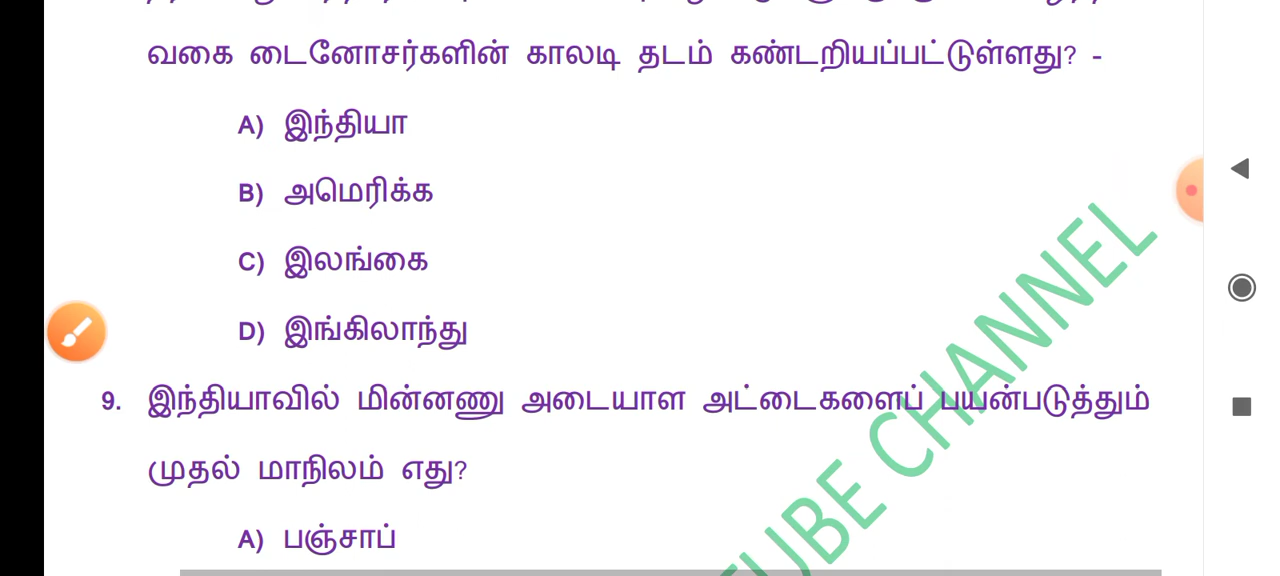 வகை டைனோசர்களின் காலடி தடம் கண்டறியப்பட்டுள்ளது? -
A) இந்தியா
B) அமெரிக்க
C) இலங்கை
D) இங்கிலாந்து
9. இந்தியாவில் மின்னணு அடையாள அட்டைகளைப் பயன்படுத்தும்
முதல் மாநிலம் எது?
A) பஞ்சாப்
UBE CHANNEL